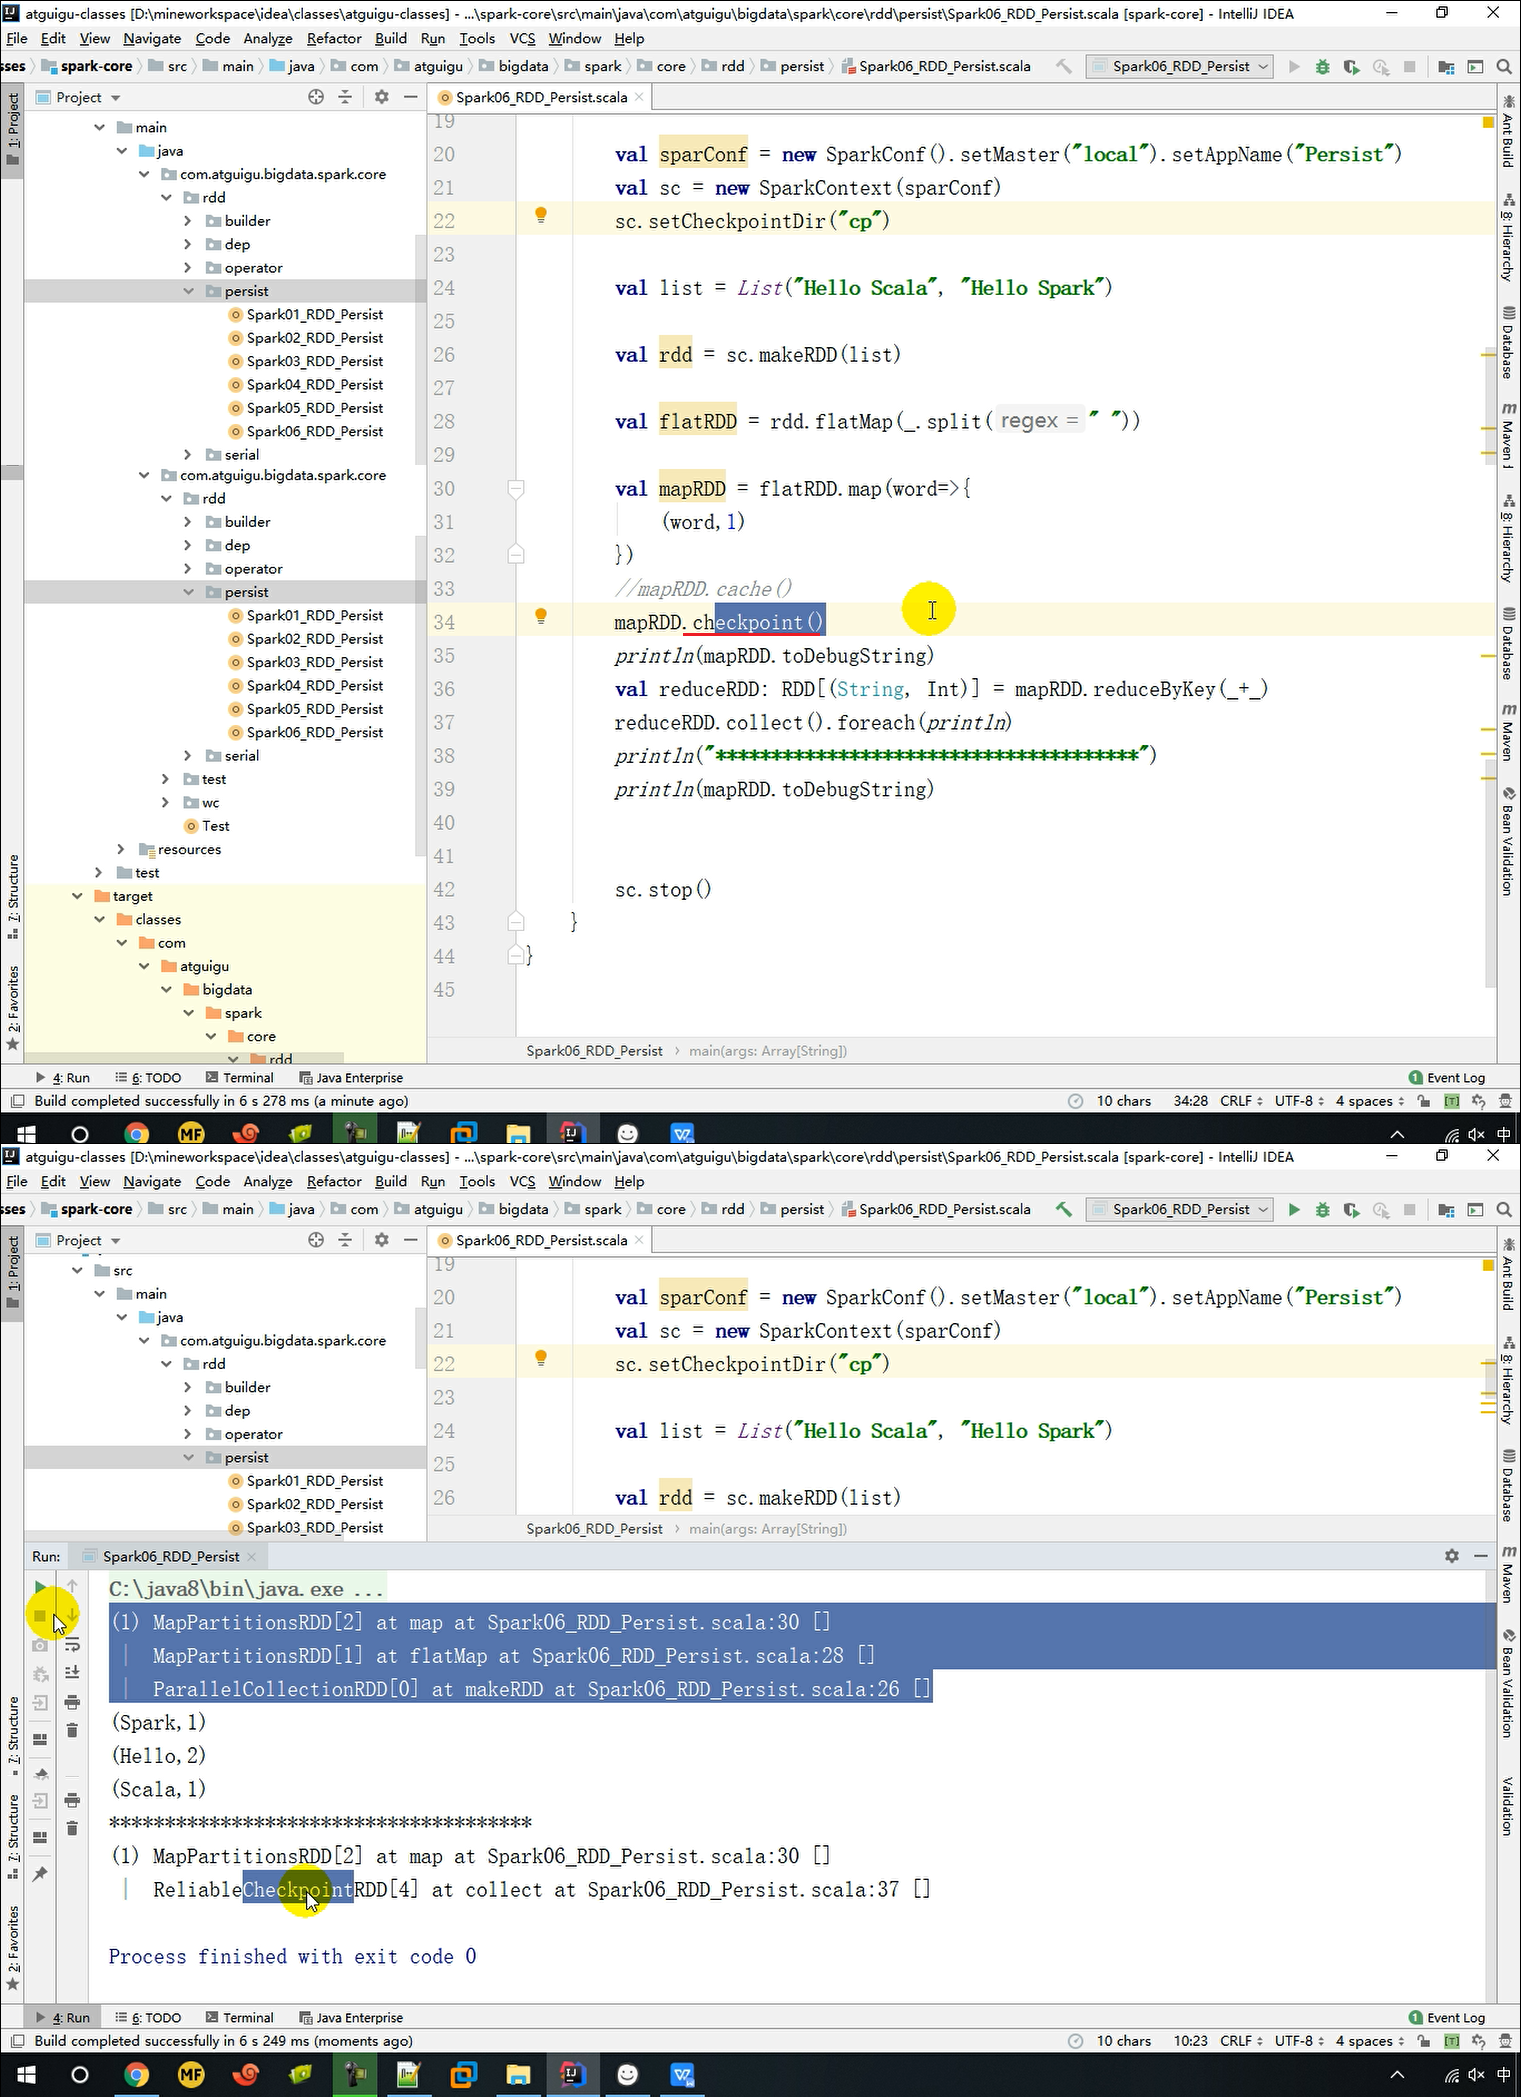 atguigu-classes [D:\mineworkspace\idea\classes\atguigu-classes] - ...\spark-core\src\main\java\com\atguigu\bigdata\spark\core\rdd\persist\Spark06_RDD_Persist.scala [spark-core] - IntelliJ IDEA
File Edit View Navigate Code Analyze Refactor Build Run Tools VCS Window Help
sses spark-core src main java com atguigu bigdata spark core rdd persist Spark06_RDD_Persist.scala Spark06_RDD_Persist
Project
Spark06_RDD_Persist.scala
main
java
com.atguigu.bigdata.spark.core
rdd
builder
dep
operator
persist
Spark01_RDD_Persist
Spark02_RDD_Persist
Spark03_RDD_Persist
Spark04_RDD_Persist
Spark05_RDD_Persist
Spark06_RDD_Persist
serial
com.atguigu.bigdata.spark.core
rdd
builder
dep
operator
persist
Spark01_RDD_Persist
Spark02_RDD_Persist
Spark03_RDD_Persist
Spark04_RDD_Persist
Spark05_RDD_Persist
Spark06_RDD_Persist
serial
test
wc
Test
resources
test
target
classes
com
atguigu
bigdata
spark
core
rdd
19
20 val sparConf = new SparkConf().setMaster("local").setAppName("Persist")
21 val sc = new SparkContext(sparConf)
22 sc.setCheckpointDir("cp")
23
24 val list = List("Hello Scala", "Hello Spark")
25
26 val rdd = sc.makeRDD(list)
27
28 val flatRDD = rdd.flatMap(_.split( regex = " "))
29
30 val mapRDD = flatRDD.map(word=>{
31 (word,1)
32 })
33 //mapRDD.cache()
34 mapRDD.checkpoint()
35 println(mapRDD.toDebugString)
36 val reduceRDD: RDD[(String, Int)] = mapRDD.reduceByKey(_+_)
37 reduceRDD.collect().foreach(println)
38 println("**************************************")
39 println(mapRDD.toDebugString)
40
41
42 sc.stop()
43 }
44 }
45
Spark06_RDD_Persist main(args: Array[String])
1: Project
7: Structure
2: Favorites
Ant Build
8: Hierarchy
Database
Maven
8: Hierarchy
Database
Maven
Bean Validation
4: Run 6: TODO Terminal Java Enterprise 1 Event Log
Build completed successfully in 6 s 278 ms (a minute ago) 10 chars 34:28 CRLF UTF-8 4 spaces
MF 中
atguigu-classes [D:\mineworkspace\idea\classes\atguigu-classes] - ...\spark-core\src\main\java\com\atguigu\bigdata\spark\core\rdd\persist\Spark06_RDD_Persist.scala [spark-core] - IntelliJ IDEA
File Edit View Navigate Code Analyze Refactor Build Run Tools VCS Window Help
sses spark-core src main java com atguigu bigdata spark core rdd persist Spark06_RDD_Persist.scala Spark06_RDD_Persist
Project
Spark06_RDD_Persist.scala
src
main
java
com.atguigu.bigdata.spark.core
rdd
builder
dep
operator
persist
Spark01_RDD_Persist
Spark02_RDD_Persist
Spark03_RDD_Persist
19
20 val sparConf = new SparkConf().setMaster("local").setAppName("Persist")
21 val sc = new SparkContext(sparConf)
22 sc.setCheckpointDir("cp")
23
24 val list = List("Hello Scala", "Hello Spark")
25
26 val rdd = sc.makeRDD(list)
Spark06_RDD_Persist main(args: Array[String])
Run: Spark06_RDD_Persist
C:\java8\bin\java.exe ...
(1) MapPartitionsRDD[2] at map at Spark06_RDD_Persist.scala:30 []
| MapPartitionsRDD[1] at flatMap at Spark06_RDD_Persist.scala:28 []
| ParallelCollectionRDD[0] at makeRDD at Spark06_RDD_Persist.scala:26 []
(Spark,1)
(Hello,2)
(Scala,1)
**************************************
(1) MapPartitionsRDD[2] at map at Spark06_RDD_Persist.scala:30 []
| ReliableCheckpointRDD[4] at collect at Spark06_RDD_Persist.scala:37 []
Process finished with exit code 0
1: Project
7: Structure
7: Structure
2: Favorites
Ant Build
8: Hierarchy
Database
Maven
Bean Validation
Validation
4: Run 6: TODO Terminal Java Enterprise 1 Event Log
Build completed successfully in 6 s 249 ms (moments ago) 10 chars 10:23 CRLF UTF-8 4 spaces
MF 中